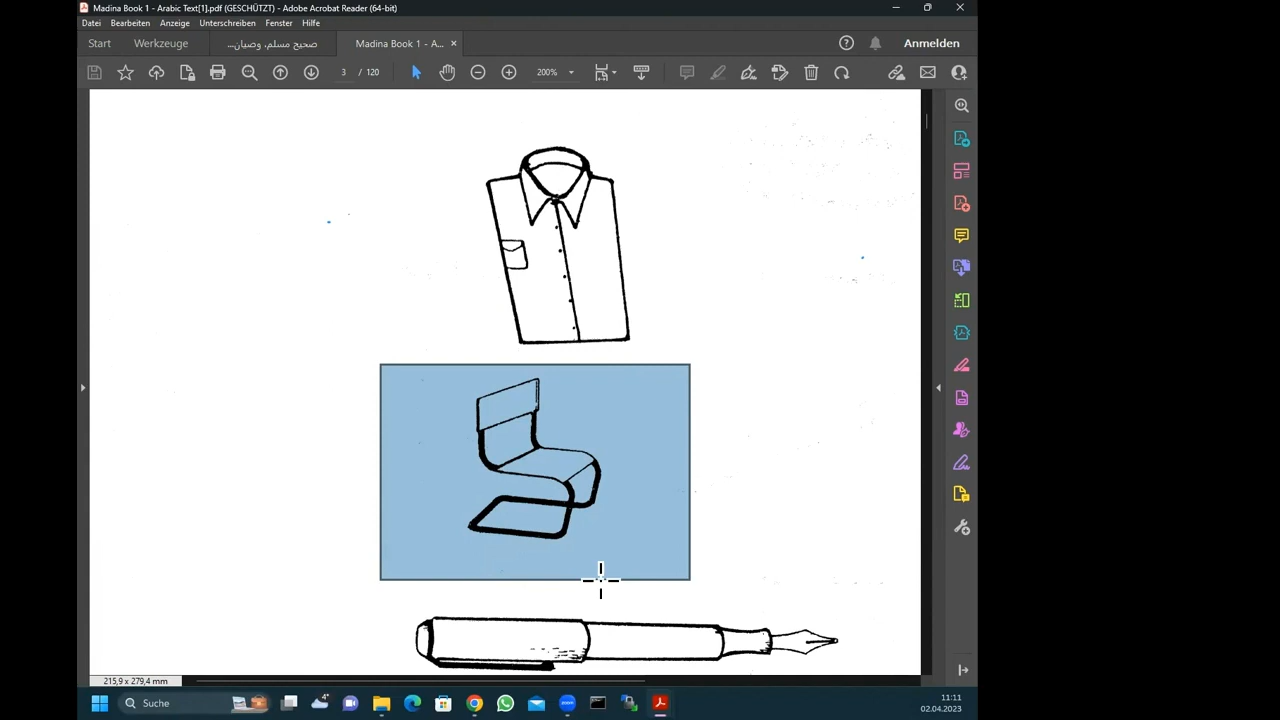 Madina Book 1 - Arabic Text[1].pdf (GESCHÜTZT) - Adobe Acrobat Reader (64-bit)
Datei Bearbeiten Anzeige Unterschreiben Fenster Hilfe
Start Werkzeuge صحيح مسلم، وصيان... Madina Book 1 - A... × Anmelden
3 / 120 200%
215,9 x 279,4 mm
Suche 4° 11:11
02.04.2023